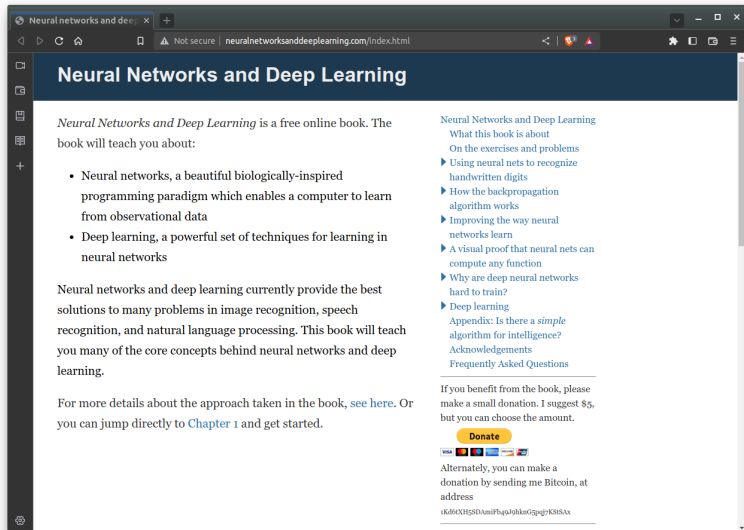 Neural networks and deep
Not secure | neuralnetworksanddeeplearning.com/index.html
Neural Networks and Deep Learning
Neural Networks and Deep Learning is a free online book. The
book will teach you about:
• Neural networks, a beautiful biologically-inspired
programming paradigm which enables a computer to learn
from observational data
• Deep learning, a powerful set of techniques for learning in
neural networks
Neural networks and deep learning currently provide the best
solutions to many problems in image recognition, speech
recognition, and natural language processing. This book will teach
you many of the core concepts behind neural networks and deep
learning.
For more details about the approach taken in the book, see here. Or
you can jump directly to Chapter 1 and get started.
Neural Networks and Deep Learning
What this book is about
On the exercises and problems
Using neural nets to recognize
handwritten digits
How the backpropagation
algorithm works
Improving the way neural
networks learn
A visual proof that neural nets can
compute any function
Why are deep neural networks
hard to train?
Deep learning
Appendix: Is there a simple
algorithm for intelligence?
Acknowledgements
Frequently Asked Questions
If you benefit from the book, please
make a small donation. I suggest $5,
but you can choose the amount.
Donate
VISA
Alternately, you can make a
donation by sending me Bitcoin, at
address